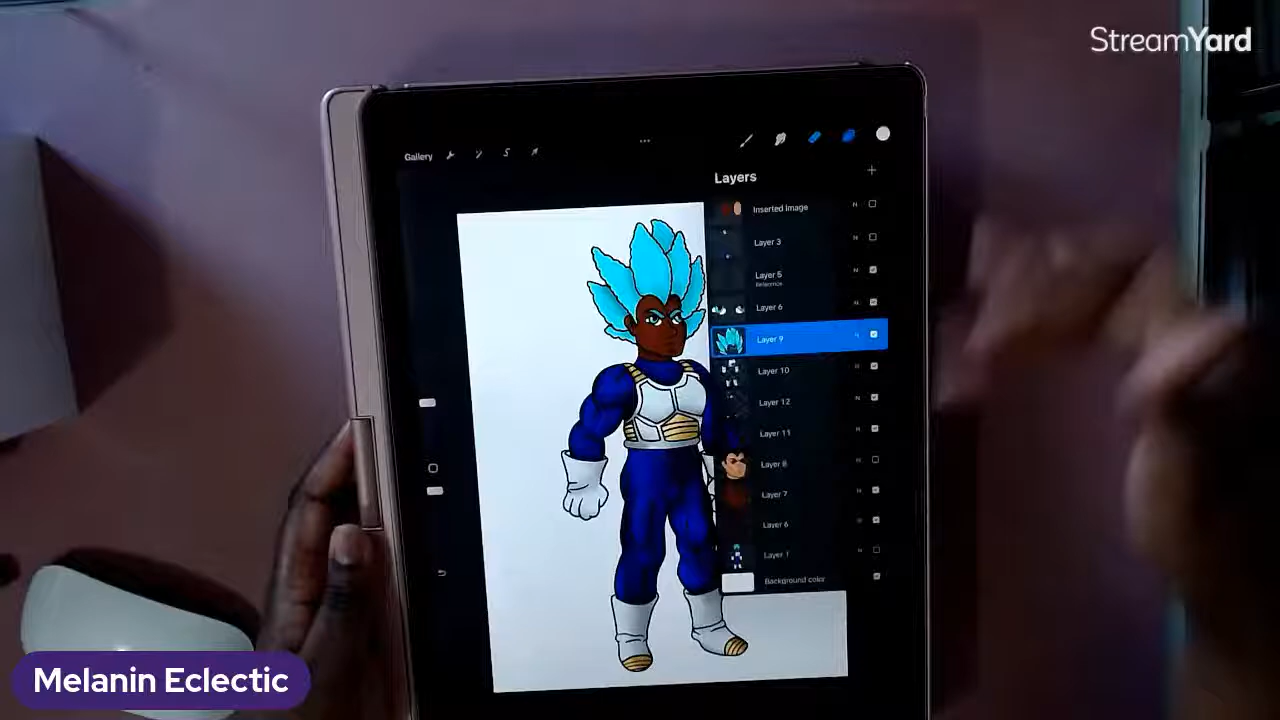 StreamYard
Gallery
Layers
Inserted Image
Layer 3
Layer 5
Reference
Layer 6
Layer 9
Layer 10
Layer 12
Layer 11
Layer 8
Layer 7
Layer 6
Layer 1
Background color
Melanin Eclectic